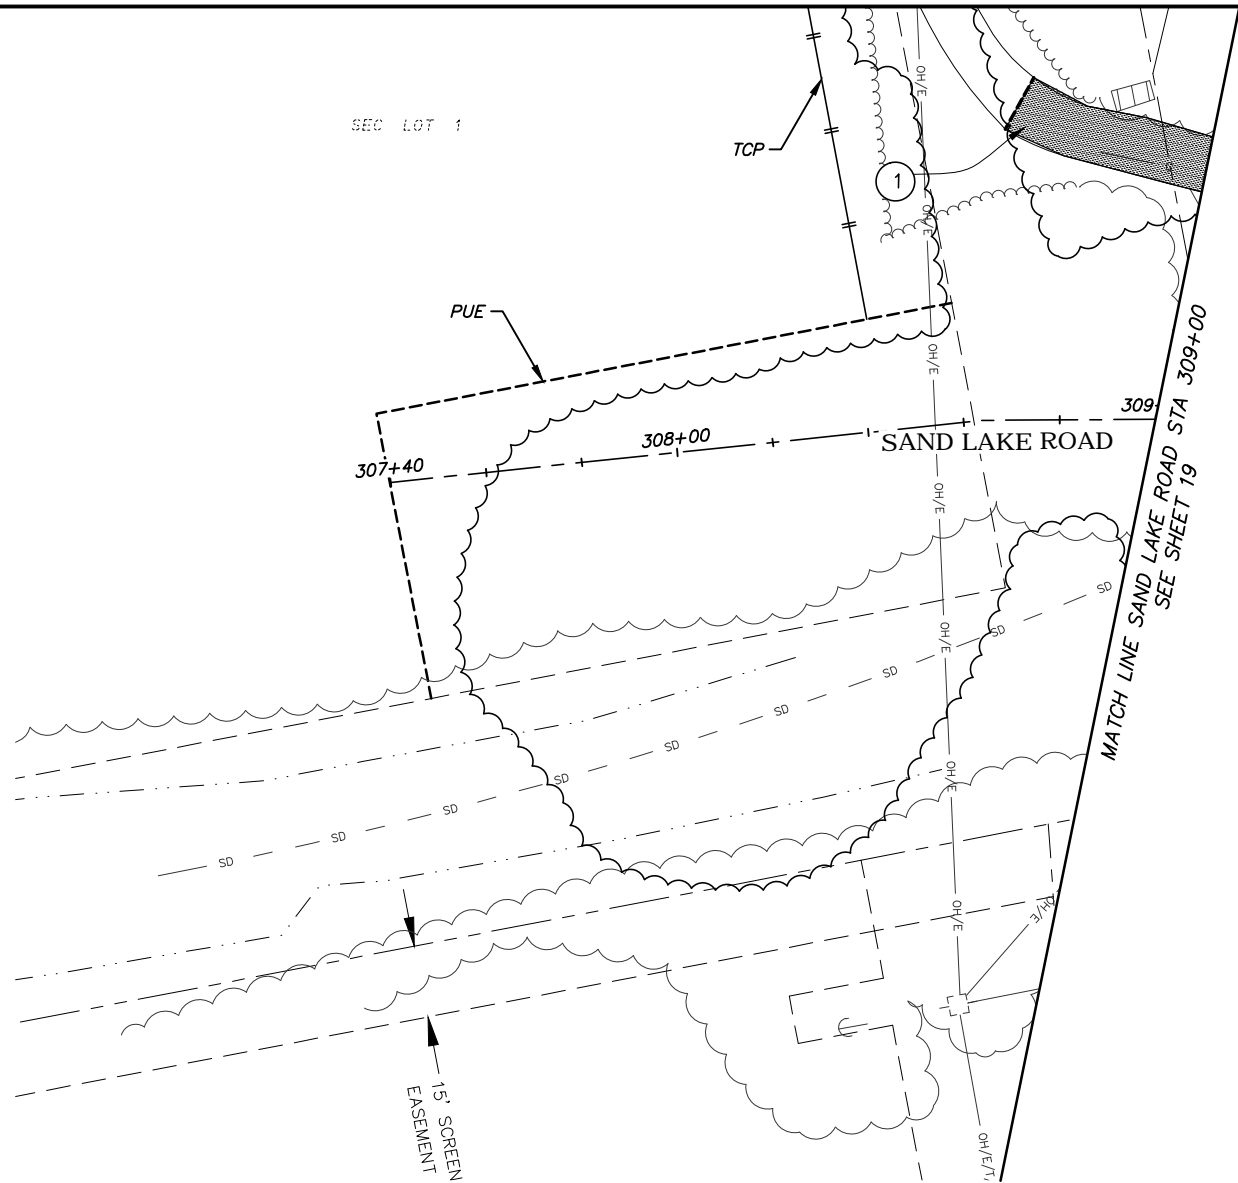 OH/E
SEC LOT 1
TCP
1
G
OH/E
PUE
OH/E
309
308+00
SAND LAKE ROAD
307+40
OH/E
MATCH LINE SAND LAKE ROAD STA 309+00
SEE SHEET 19
SD
SD
OH/E
SD
SD
SD
SD
OH/E
SD
SD
SD
OH/E
OH/E
15' SCREEN
EASEMENT
OH/E/T